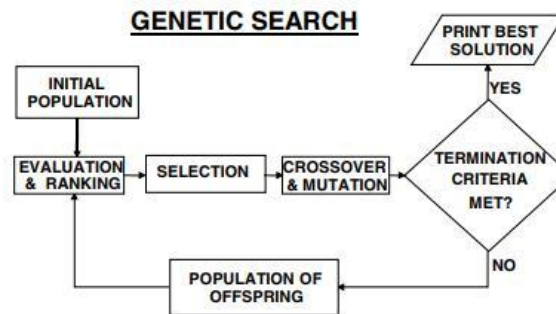 GENETIC SEARCH
PRINT BEST
SOLUTION
INITIAL
POPULATION
YES
EVALUATION
& RANKING
SELECTION
CROSSOVER
& MUTATION
TERMINATION
CRITERIA
MET?
NO
POPULATION OF
OFFSPRING